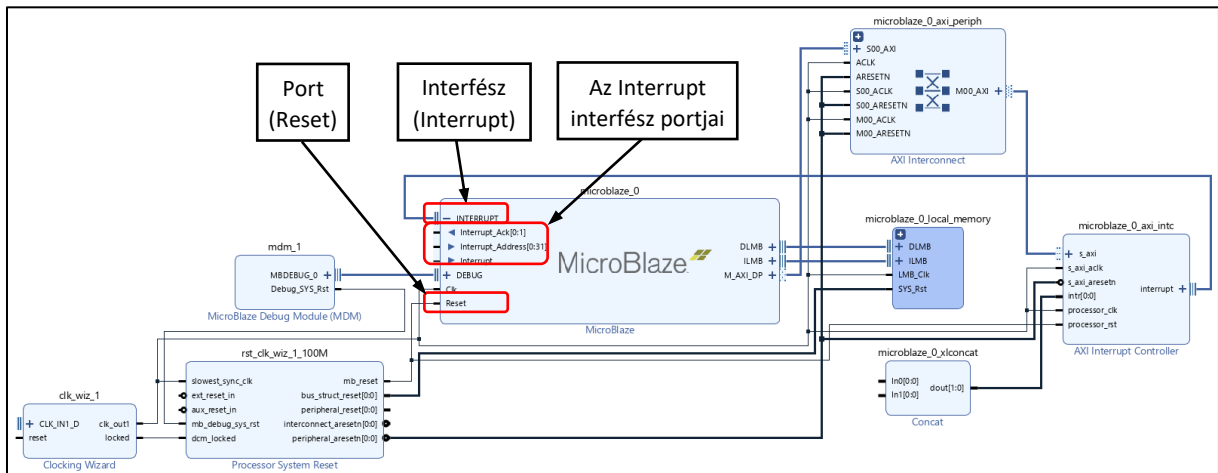 microblaze_0_axi_periph
S00_AXI
ACLK
ARESETN
S00_ACLK
S00_ARESETN
M00_ACLK
M00_ARESETN
M00_AXI
AXI Interconnect
Port
(Reset)
Interfész
(Interrupt)
Az Interrupt
interfész portjai
microblaze_0
INTERRUPT
Interrupt_Ack[0:1]
Interrupt_Address[0:31]
Interrupt
DEBUG
Clk
Reset
MicroBlaze
DLMB
ILMB
M_AXI_DP
MicroBlaze
microblaze_0_local_memory
DLMB
ILMB
LMB_Clk
SYS_Rst
microblaze_0_axi_intc
s_axi
s_axi_aclk
s_axi_aresetn
intr[0:0]
processor_clk
processor_rst
interrupt
AXI Interrupt Controller
mdm_1
MBDEBUG_0
Debug_SYS_Rst
MicroBlaze Debug Module (MDM)
rst_clk_wiz_1_100M
slowest_sync_clk
ext_reset_in
aux_reset_in
mb_debug_sys_rst
dcm_locked
mb_reset
bus_struct_reset[0:0]
peripheral_reset[0:0]
interconnect_aresetn[0:0]
peripheral_aresetn[0:0]
Processor System Reset
clk_wiz_1
CLK_IN1_D
reset
clk_out1
locked
Clocking Wizard
microblaze_0_xlconcat
In0[0:0]
In1[0:0]
dout[1:0]
Concat